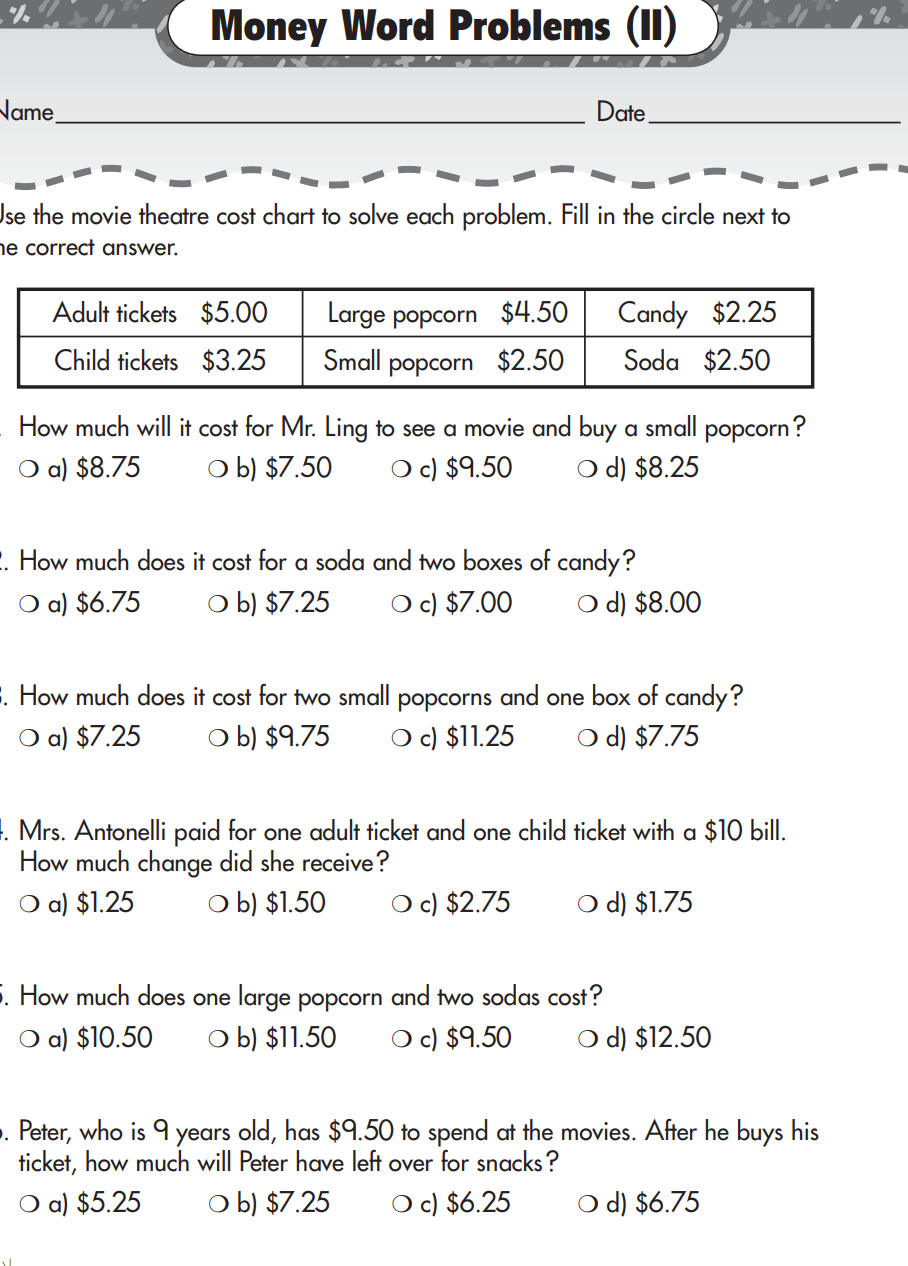 Money Word Problems (II)
Name Date
Use the movie theatre cost chart to solve each problem. Fill in the circle next to
he correct answer.
Adult tickets $5.00 Large popcorn $4.50 Candy $2.25
Child tickets $3.25 Small popcorn $2.50 Soda $2.50
. How much will it cost for Mr. Ling to see a movie and buy a small popcorn?
a) $8.75 b) $7.50 c) $9.50 d) $8.25
2. How much does it cost for a soda and two boxes of candy?
a) $6.75 b) $7.25 c) $7.00 d) $8.00
3. How much does it cost for two small popcorns and one box of candy?
a) $7.25 b) $9.75 c) $11.25 d) $7.75
4. Mrs. Antonelli paid for one adult ticket and one child ticket with a $10 bill.
How much change did she receive?
a) $1.25 b) $1.50 c) $2.75 d) $1.75
5. How much does one large popcorn and two sodas cost?
a) $10.50 b) $11.50 c) $9.50 d) $12.50
6. Peter, who is 9 years old, has $9.50 to spend at the movies. After he buys his
ticket, how much will Peter have left over for snacks?
a) $5.25 b) $7.25 c) $6.25 d) $6.75